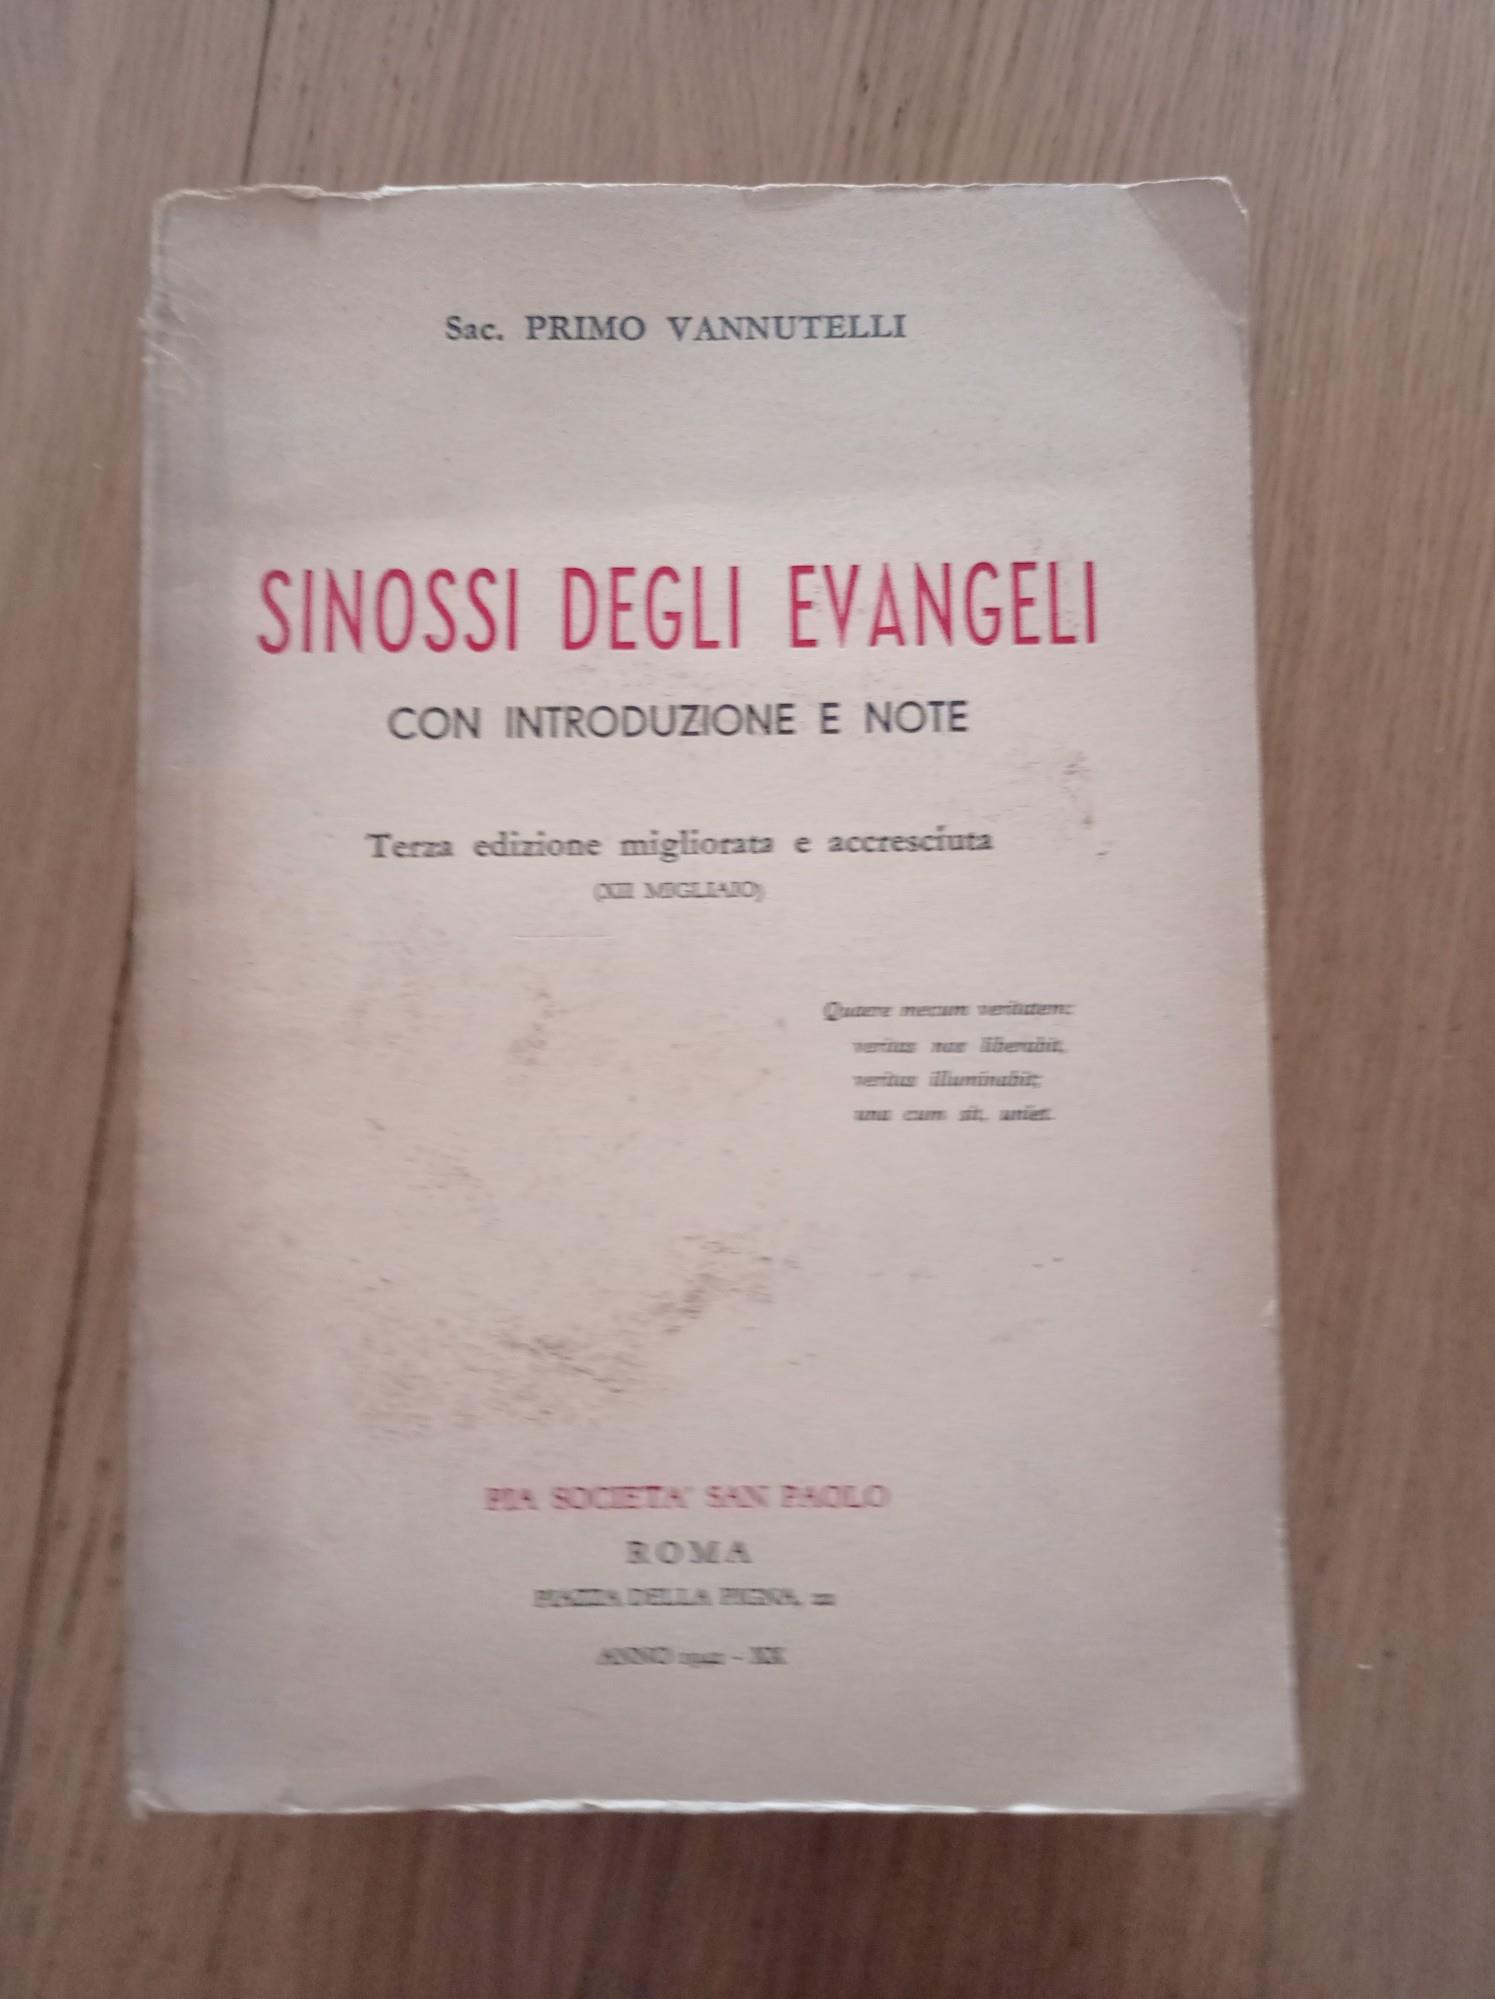 Sac. PRIMO VANNUTELLI
SINOSSI DEGLI EVANGELI
CON INTRODUZIONE E NOTE
Terza edizione migliorata e accresciuta
(XII MIGLIAIO)
Quaere mecum veritatem:
veritas nos liberabit,
veritas illuminabit;
una cum sit, uniet.
PIA SOCIETA' SAN PAOLO
ROMA
PIAZZA DELLA PIGNA,
ANNO - XX